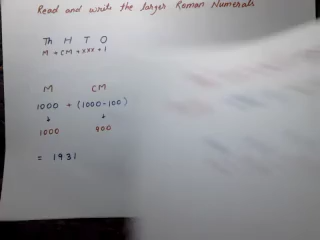 Read and write the larger Roman Numerals
Th H T O
M + CM + XXX + I
M CM
1000 + (1000-100)
↓ ↓
1000 900
= 1931